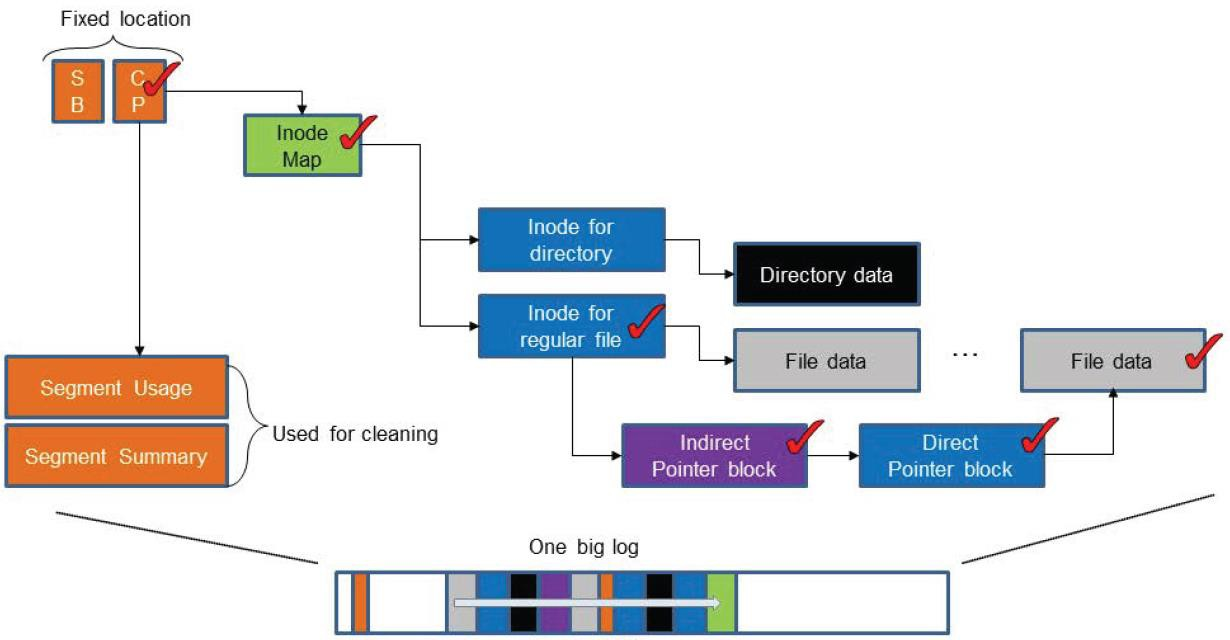 Fixed location
S
B
C
P
Inode
Map
Inode for
directory
Directory data
Inode for
regular file
File data
...
File data
Segment Usage
Segment Summary
Used for cleaning
Indirect
Pointer block
Direct
Pointer block
One big log